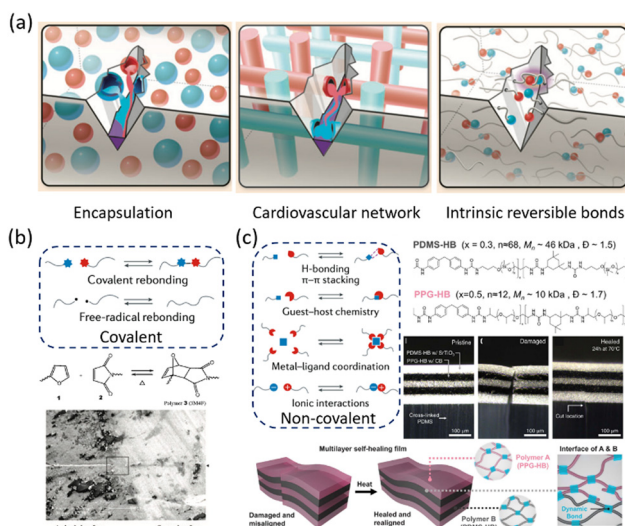 (a)
Encapsulation
Cardiovascular network
Intrinsic reversible bonds
(b)
Covalent rebonding
Free-radical rebonding
Covalent
1
2
Polymer 3
(c)
H-bonding
π-π stacking
Guest-host chemistry
Metal-ligand coordination
Ionic interactions
Non-covalent
PDMS-HB (x = 0.3, n≈68, Mn ~ 46 kDa , Đ ~ 1.5)
PPG-HB (x=0.5, n≈12, Mn ~ 10 kDa , Đ ~ 1.7)
Pristine
PDMS-HB w/ SrTiO3
PPG-HB w/ CB
Cross-linked
PDMS
100 µm
Damaged
100 µm
Healed
24h at 70°C
Cut location
100 µm
Multilayer self-healing film
Heat
Damaged and
misaligned
Healed and
realigned
Polymer A
(PPG-HB)
Polymer B
Interface of A & B
Dynamic
Bond